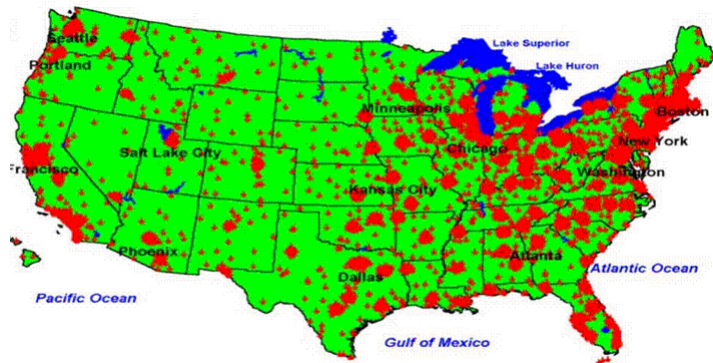 Seattle
Lake Superior
Portland
Lake Huron
Minneapolis
Boston
New York
Salt Lake City
Chicago
Francisco
Washington
Kansas City
Phoenix
Atlanta
Dallas
Atlantic Ocean
Pacific Ocean
Gulf of Mexico